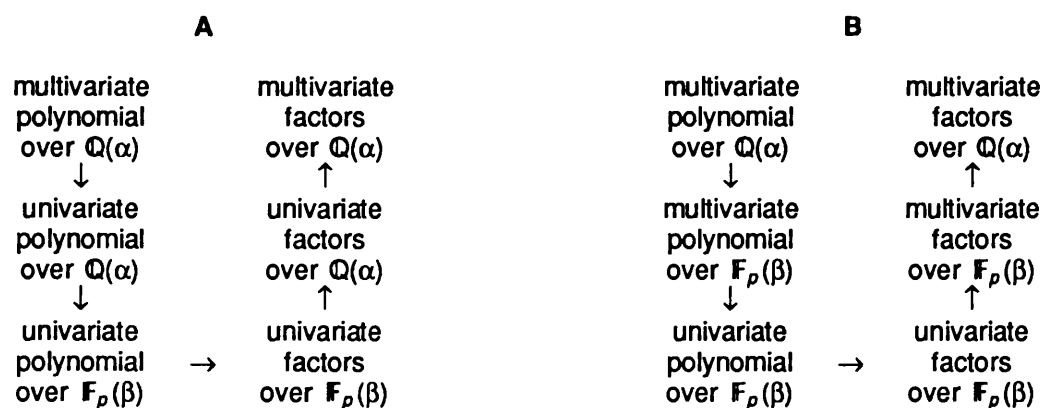 A
multivariate
polynomial
over ℚ(α)
↓
univariate
polynomial
over ℚ(α)
↓
univariate
polynomial
over 𝔽ₚ(β)
→
multivariate
factors
over ℚ(α)
↑
univariate
factors
over ℚ(α)
↑
univariate
factors
over 𝔽ₚ(β)
B
multivariate
polynomial
over ℚ(α)
↓
multivariate
polynomial
over 𝔽ₚ(β)
↓
univariate
polynomial
over 𝔽ₚ(β)
→
multivariate
factors
over ℚ(α)
↑
multivariate
factors
over 𝔽ₚ(β)
↑
univariate
factors
over 𝔽ₚ(β)